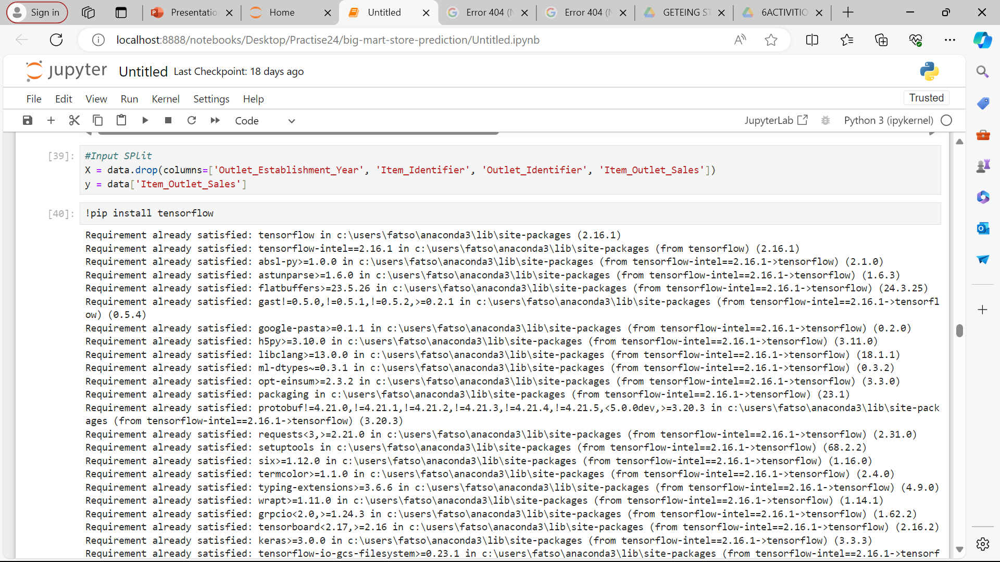 Sign in
Presentatio
Home
Untitled
Error 404 (N
Error 404 (N
GETEING ST
6ACTIVITIO
localhost:8888/notebooks/Desktop/Practise24/big-mart-store-prediction/Untitled.ipynb
jupyter Untitled Last Checkpoint: 18 days ago
File Edit View Run Kernel Settings Help
Trusted
Code
JupyterLab
Python 3 (ipykernel)
[39]:
#Input SPlit
X = data.drop(columns=['Outlet_Establishment_Year', 'Item_Identifier', 'Outlet_Identifier', 'Item_Outlet_Sales'])
y = data['Item_Outlet_Sales']
[40]:
!pip install tensorflow
Requirement already satisfied: tensorflow in c:\users\fatso\anaconda3\lib\site-packages (2.16.1)
Requirement already satisfied: tensorflow-intel==2.16.1 in c:\users\fatso\anaconda3\lib\site-packages (from tensorflow) (2.16.1)
Requirement already satisfied: absl-py>=1.0.0 in c:\users\fatso\anaconda3\lib\site-packages (from tensorflow-intel==2.16.1->tensorflow) (2.1.0)
Requirement already satisfied: astunparse>=1.6.0 in c:\users\fatso\anaconda3\lib\site-packages (from tensorflow-intel==2.16.1->tensorflow) (1.6.3)
Requirement already satisfied: flatbuffers>=23.5.26 in c:\users\fatso\anaconda3\lib\site-packages (from tensorflow-intel==2.16.1->tensorflow) (24.3.25)
Requirement already satisfied: gast!=0.5.0,!=0.5.1,!=0.5.2,>=0.2.1 in c:\users\fatso\anaconda3\lib\site-packages (from tensorflow-intel==2.16.1->tensorfl
ow) (0.5.4)
Requirement already satisfied: google-pasta>=0.1.1 in c:\users\fatso\anaconda3\lib\site-packages (from tensorflow-intel==2.16.1->tensorflow) (0.2.0)
Requirement already satisfied: h5py>=3.10.0 in c:\users\fatso\anaconda3\lib\site-packages (from tensorflow-intel==2.16.1->tensorflow) (3.11.0)
Requirement already satisfied: libclang>=13.0.0 in c:\users\fatso\anaconda3\lib\site-packages (from tensorflow-intel==2.16.1->tensorflow) (18.1.1)
Requirement already satisfied: ml-dtypes~=0.3.1 in c:\users\fatso\anaconda3\lib\site-packages (from tensorflow-intel==2.16.1->tensorflow) (0.3.2)
Requirement already satisfied: opt-einsum>=2.3.2 in c:\users\fatso\anaconda3\lib\site-packages (from tensorflow-intel==2.16.1->tensorflow) (3.3.0)
Requirement already satisfied: packaging in c:\users\fatso\anaconda3\lib\site-packages (from tensorflow-intel==2.16.1->tensorflow) (23.1)
Requirement already satisfied: protobuf!=4.21.0,!=4.21.1,!=4.21.2,!=4.21.3,!=4.21.4,!=4.21.5,<5.0.0dev,>=3.20.3 in c:\users\fatso\anaconda3\lib\site-pack
ages (from tensorflow-intel==2.16.1->tensorflow) (3.20.3)
Requirement already satisfied: requests<3,>=2.21.0 in c:\users\fatso\anaconda3\lib\site-packages (from tensorflow-intel==2.16.1->tensorflow) (2.31.0)
Requirement already satisfied: setuptools in c:\users\fatso\anaconda3\lib\site-packages (from tensorflow-intel==2.16.1->tensorflow) (68.2.2)
Requirement already satisfied: six>=1.12.0 in c:\users\fatso\anaconda3\lib\site-packages (from tensorflow-intel==2.16.1->tensorflow) (1.16.0)
Requirement already satisfied: termcolor>=1.1.0 in c:\users\fatso\anaconda3\lib\site-packages (from tensorflow-intel==2.16.1->tensorflow) (2.4.0)
Requirement already satisfied: typing-extensions>=3.6.6 in c:\users\fatso\anaconda3\lib\site-packages (from tensorflow-intel==2.16.1->tensorflow) (4.9.0)
Requirement already satisfied: wrapt>=1.11.0 in c:\users\fatso\anaconda3\lib\site-packages (from tensorflow-intel==2.16.1->tensorflow) (1.14.1)
Requirement already satisfied: grpcio<2.0,>=1.24.3 in c:\users\fatso\anaconda3\lib\site-packages (from tensorflow-intel==2.16.1->tensorflow) (1.62.2)
Requirement already satisfied: tensorboard<2.17,>=2.16 in c:\users\fatso\anaconda3\lib\site-packages (from tensorflow-intel==2.16.1->tensorflow) (2.16.2)
Requirement already satisfied: keras>=3.0.0 in c:\users\fatso\anaconda3\lib\site-packages (from tensorflow-intel==2.16.1->tensorflow) (3.3.3)
Requirement already satisfied: tensorflow-io-gcs-filesystem>=0.23.1 in c:\users\fatso\anaconda3\lib\site-packages (from tensorflow-intel==2.16.1->tensorf